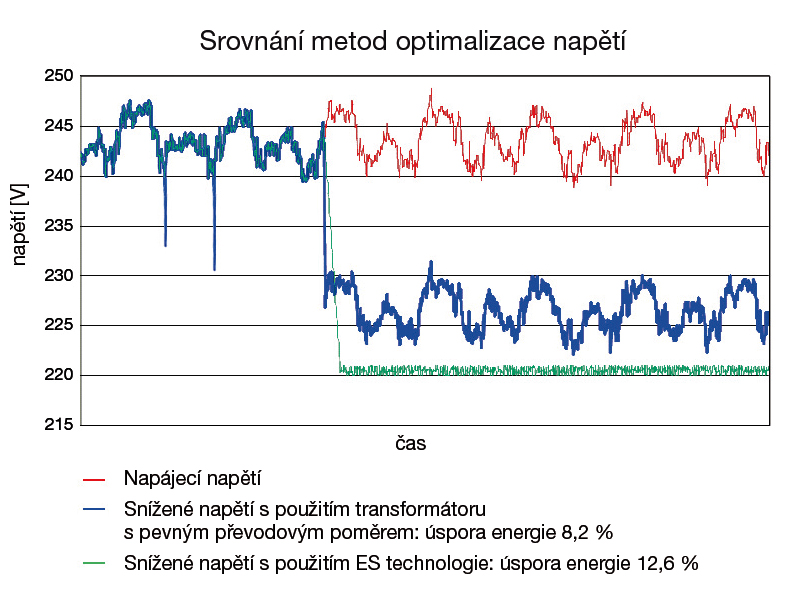 Srovnání metod optimalizace napětí
250
245
240
235
230
225
220
215
napětí [V]
čas
Napájecí napětí
Snížené napětí s použitím transformátoru
s pevným převodovým poměrem: úspora energie 8,2 %
Snížené napětí s použitím ES technologie: úspora energie 12,6 %